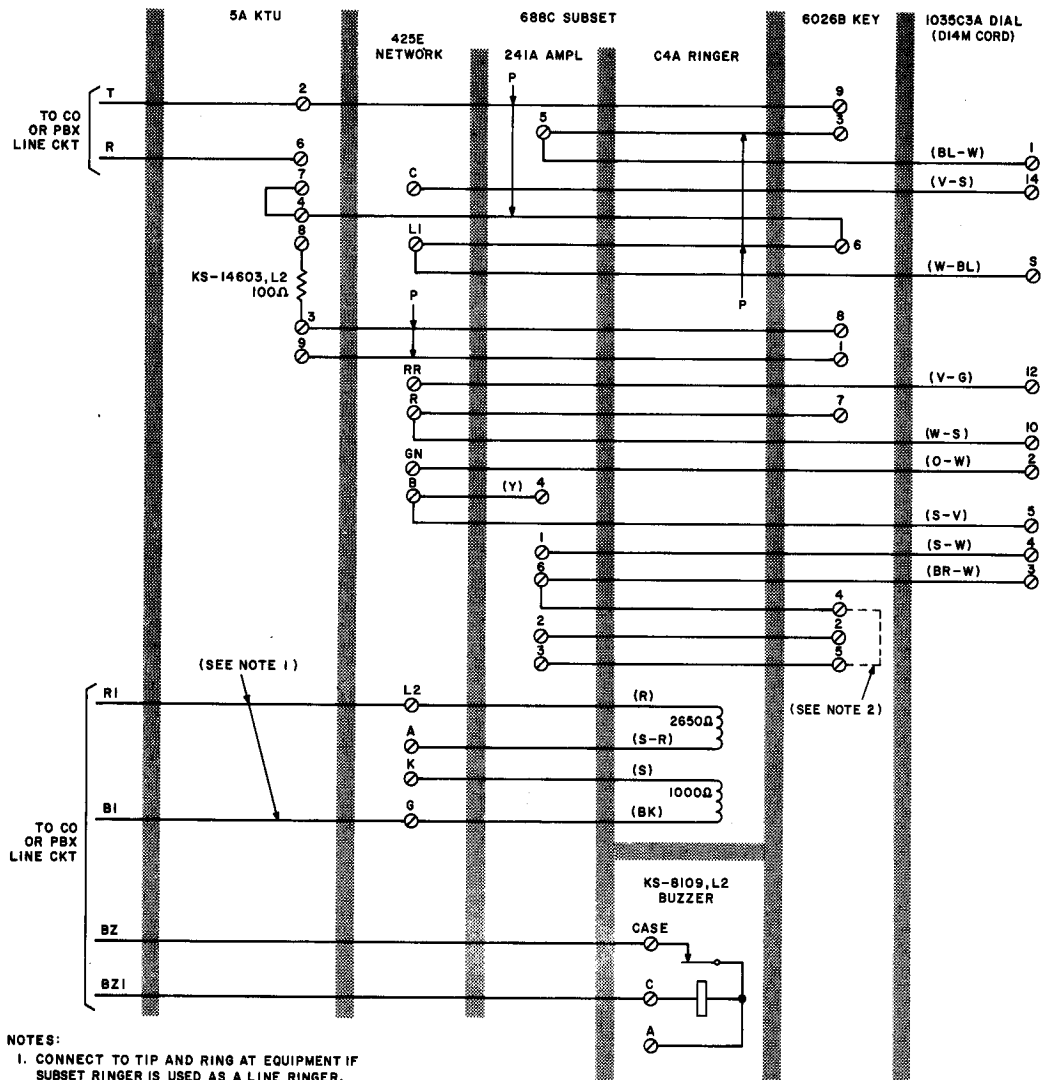 5A KTU
688C SUBSET
6026B KEY
1035C3A DIAL
(D14M CORD)
425E
NETWORK
241A AMPL
C4A RINGER
P
T
2
9
TO CO
OR PBX
LINE CKT
5
3
R
6
(BL-W)
1
7
C
(V-S)
14
4
8
L1
6
(W-BL)
S
KS-14603, L2
100Ω
P
P
3
8
9
1
RR
(V-G)
12
R
7
(W-S)
10
GN
(O-W)
2
B
(Y)
4
(S-V)
5
1
(S-W)
4
6
(BR-W)
3
4
2
2
3
5
(SEE NOTE 1)
(SEE NOTE 2)
R1
L2
(R)
2650Ω
A
(S-R)
K
(S)
1000Ω
B1
G
(BK)
TO CO
OR PBX
LINE CKT
KS-8109, L2
BUZZER
BZ
CASE
BZ1
C
A
NOTES:
1. CONNECT TO TIP AND RING AT EQUIPMENT IF
SUBSET RINGER IS USED AS A LINE RINGER.